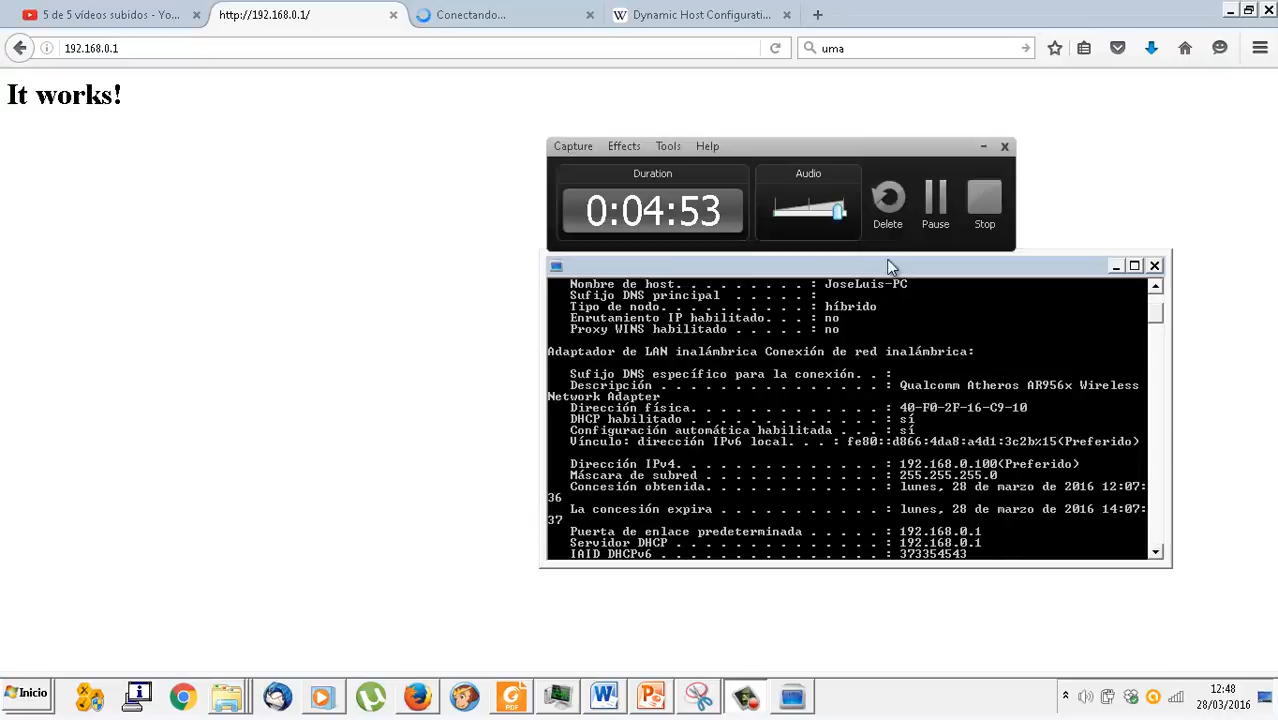 5 de 5 vídeos subidos - Yo...
http://192.168.0.1/
Conectando...
W Dynamic Host Configurati...
192.168.0.1
uma
It works!
Capture Effects Tools Help
Duration
Audio
0:04:53
Delete
Pause
Stop
Nombre de host. . . . . . . . . : JoseLuis-PC
Sufijo DNS principal . . . . . :
Tipo de nodo. . . . . . . . . . : híbrido
Enrutamiento IP habilitado. . . : no
Proxy WINS habilitado . . . . . : no
Adaptador de LAN inalámbrica Conexión de red inalámbrica:
Sufijo DNS específico para la conexión. . :
Descripción . . . . . . . . . . . . . . . : Qualcomm Atheros AR956x Wireless
Network Adapter
Dirección física. . . . . . . . . . . . . : 40-F0-2F-16-C9-10
DHCP habilitado . . . . . . . . . . . . . : sí
Configuración automática habilitada . . . : sí
Vínculo: dirección IPv6 local. . . : fe80::d866:4da8:a4d1:3c2b%15(Preferido)
Dirección IPv4. . . . . . . . . . . . . . : 192.168.0.100(Preferido)
Máscara de subred . . . . . . . . . . . . : 255.255.255.0
Concesión obtenida. . . . . . . . . . . . : lunes, 28 de marzo de 2016 12:07:
36
La concesión expira . . . . . . . . . . . : lunes, 28 de marzo de 2016 14:07:
37
Puerta de enlace predeterminada . . . . . : 192.168.0.1
Servidor DHCP . . . . . . . . . . . . . . : 192.168.0.1
IAID DHCPv6 . . . . . . . . . . . . . . . : 373354543
Inicio
PDF
12:48
28/03/2016